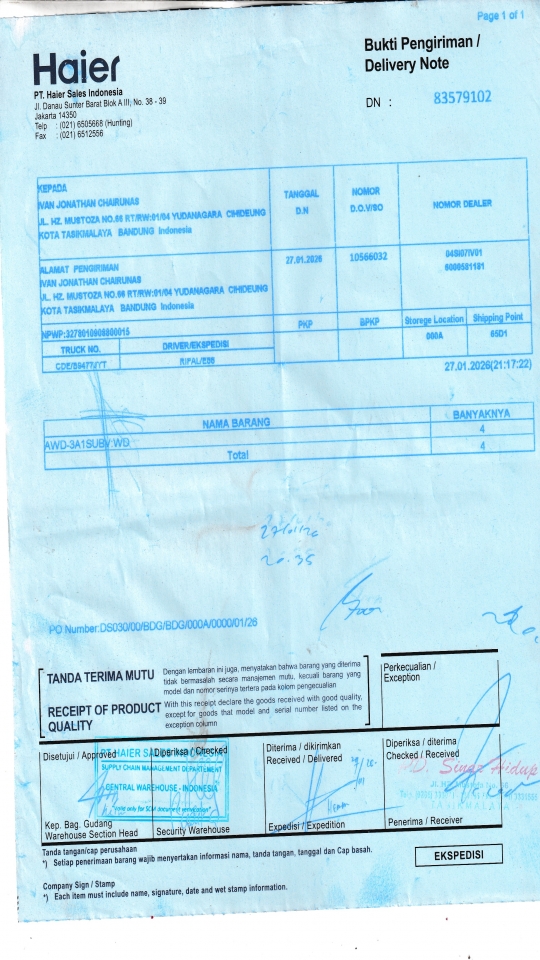 Page 1 of 1
Haier
Bukti Pengiriman /
Delivery Note
PT. Haier Sales Indonesia
Jl. Danau Sunter Barat Blok A III; No. 38 - 39
Jakarta 14350
Telp : (021) 6505668 (Hunting)
Fax : (021) 6512556
DN : 83579102
KEPADA
IVAN JONATHAN CHAIRUNAS
JL. HZ. MUSTOZA NO.66 RT/RW:01/04 YUDANAGARA CIHIDEUNG
KOTA TASIKMALAYA BANDUNG Indonesia
TANGGAL
D.N
NOMOR
D.O.V/SO
NOMOR DEALER
ALAMAT PENGIRIMAN
IVAN JONATHAN CHAIRUNAS
JL. HZ. MUSTOZA NO.66 RT/RW:01/04 YUDANAGARA CIHIDEUNG
KOTA TASIKMALAYA BANDUNG Indonesia
27.01.2026
10566032
6000581181
PKP
BPKP
Storege Location
Shipping Point
000A
65D1
TRUCK NO.
DRIVER/EKSPEDISI
RIFAL/ESB
27.01.2026(21:17:22)
NAMA BARANG
BANYAKNYA
AWD-3A1SUBV.WD
4
Total
4
20.35
PO Number:DS030/00/BDG/BDG/000A/0000/01/26
TANDA TERIMA MUTU
Dengan lembaran ini juga, menyatakan bahwa barang yang diterima
tidak bermasalah secara manajemen mutu, kecuali barang yang
model dan nomor serinya tertera pada kolom pengecualian
RECEIPT OF PRODUCT
QUALITY
With this receipt declare the goods received with good quality,
except for goods that model and serial number listed on the
exception column
Perkecualian /
Exception
Disetujui / Approved
Diperiksa / Checked
Diterima / dikirimkan
Received / Delivered
Diperiksa / diterima
Checked / Received
SUPPLY CHAIN MANAGEMENT DEPARTEMENT
CENTRAL WAREHOUSE - INDONESIA
Sinar Hidup
Kep. Bag. Gudang
Warehouse Section Head
Security Warehouse
Expedisi / Expedition
Penerima / Receiver
Tanda tangan/cap perusahaan
*) Setiap penerimaan barang wajib menyertakan informasi nama, tanda tangan, tanggal dan Cap basah.
EKSPEDISI
Company Sign / Stamp
*) Each item must include name, signature, date and wet stamp information.